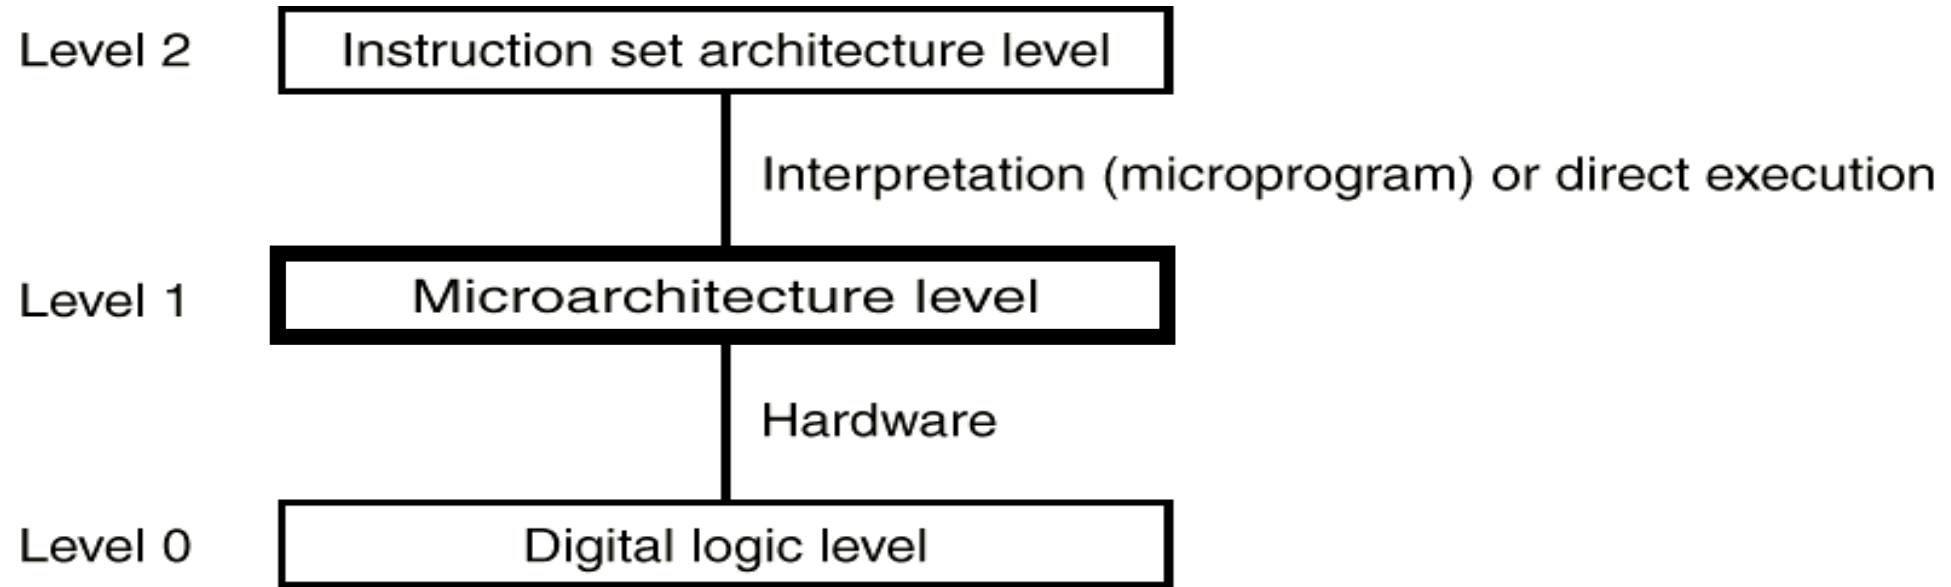 Level 2
Instruction set architecture level
Interpretation (microprogram) or direct execution
Level 1
Microarchitecture level
Hardware
Level 0
Digital logic level